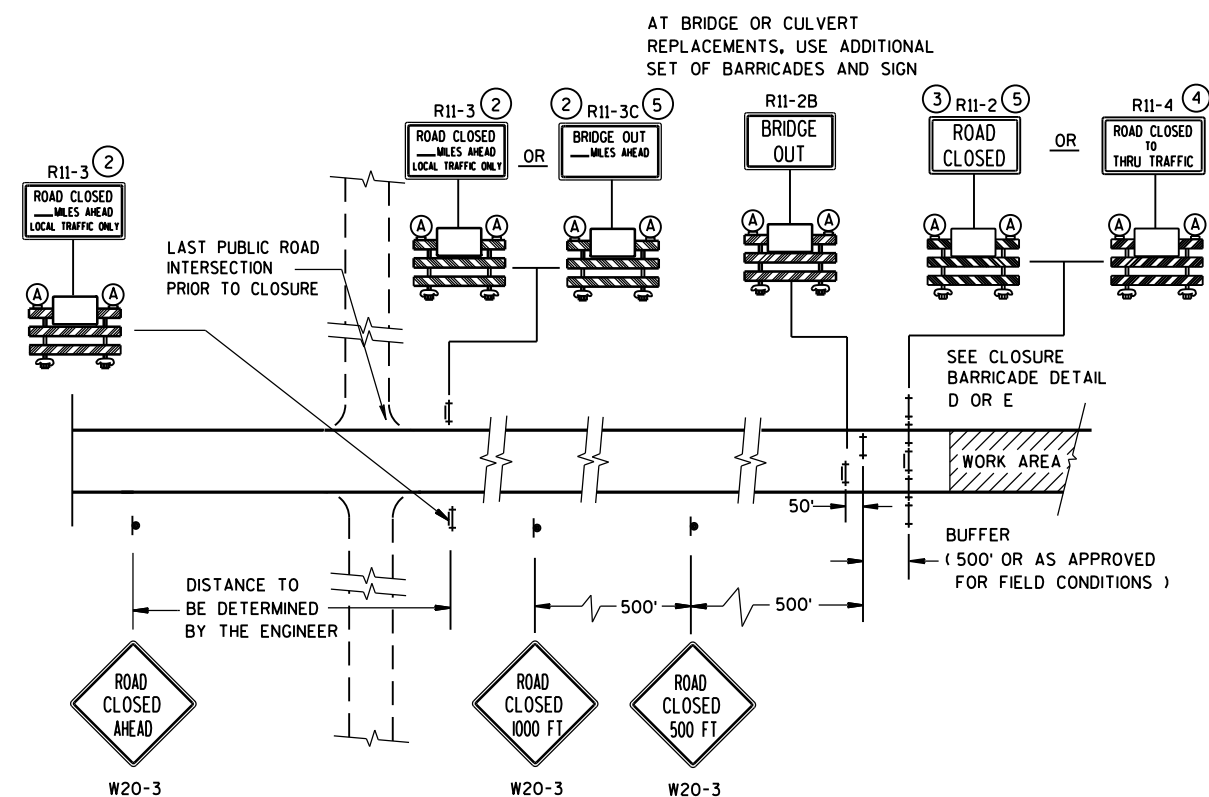 AT BRIDGE OR CULVERT
REPLACEMENTS, USE ADDITIONAL
SET OF BARRICADES AND SIGN
R11-3 2
ROAD CLOSED
___MILES AHEAD
LOCAL TRAFFIC ONLY
A A
LAST PUBLIC ROAD
INTERSECTION
PRIOR TO CLOSURE
R11-3 2
ROAD CLOSED
___MILES AHEAD
LOCAL TRAFFIC ONLY
A A
OR
2 R11-3C 5
BRIDGE OUT
___MILES AHEAD
A A
R11-2B
BRIDGE
OUT
A A
3 R11-2 5
ROAD
CLOSED
A A
OR
R11-4 4
ROAD CLOSED
TO
THRU TRAFFIC
A A
SEE CLOSURE
BARRICADE DETAIL
D OR E
WORK AREA
50'
BUFFER
( 500' OR AS APPROVED
FOR FIELD CONDITIONS )
DISTANCE TO
BE DETERMINED
BY THE ENGINEER
500'
500'
ROAD
CLOSED
AHEAD
W20-3
ROAD
CLOSED
1000 FT
W20-3
ROAD
CLOSED
500 FT
W20-3